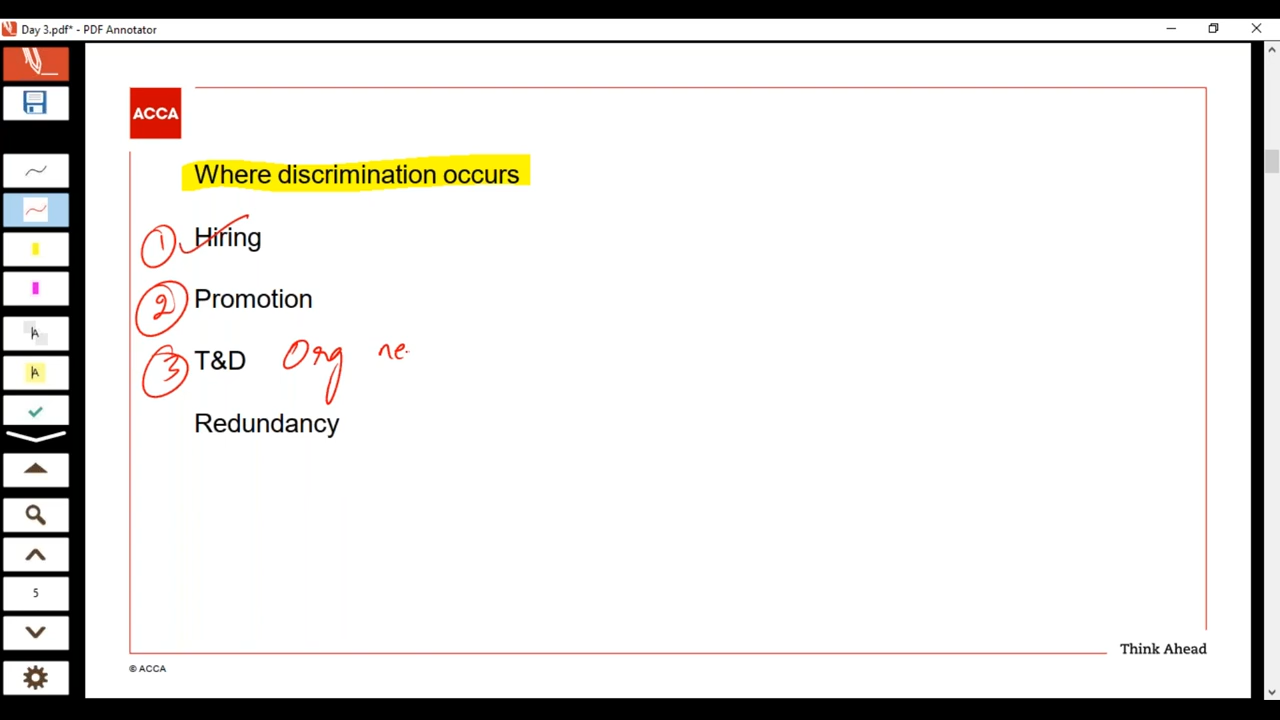 Day 3.pdf* - PDF Annotator
ACCA
Where discrimination occurs
1 Hiring
2 Promotion
3 T&D Org ne
Redundancy
5
Think Ahead
© ACCA